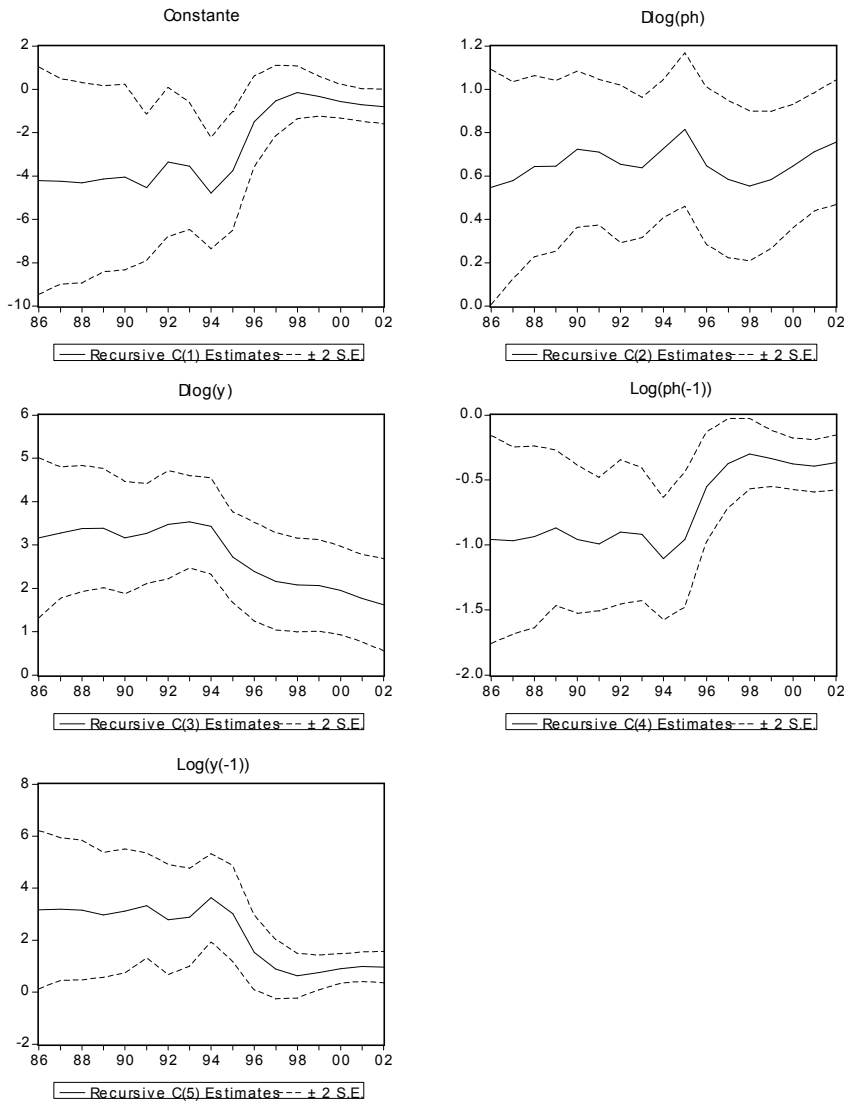 Constante
2
0
-2
-4
-6
-8
-10
86 88 90 92 94 96 98 00 02
Recursive C(1) Estimates ± 2 S.E.
Dlog(ph)
1.2
1.0
0.8
0.6
0.4
0.2
0.0
86 88 90 92 94 96 98 00 02
Recursive C(2) Estimates ± 2 S.E.
Dlog(y)
6
5
4
3
2
1
0
86 88 90 92 94 96 98 00 02
Recursive C(3) Estimates ± 2 S.E.
Log(ph(-1))
0.0
-0.5
-1.0
-1.5
-2.0
86 88 90 92 94 96 98 00 02
Recursive C(4) Estimates ± 2 S.E.
Log(y(-1))
8
6
4
2
0
-2
86 88 90 92 94 96 98 00 02
Recursive C(5) Estimates ± 2 S.E.